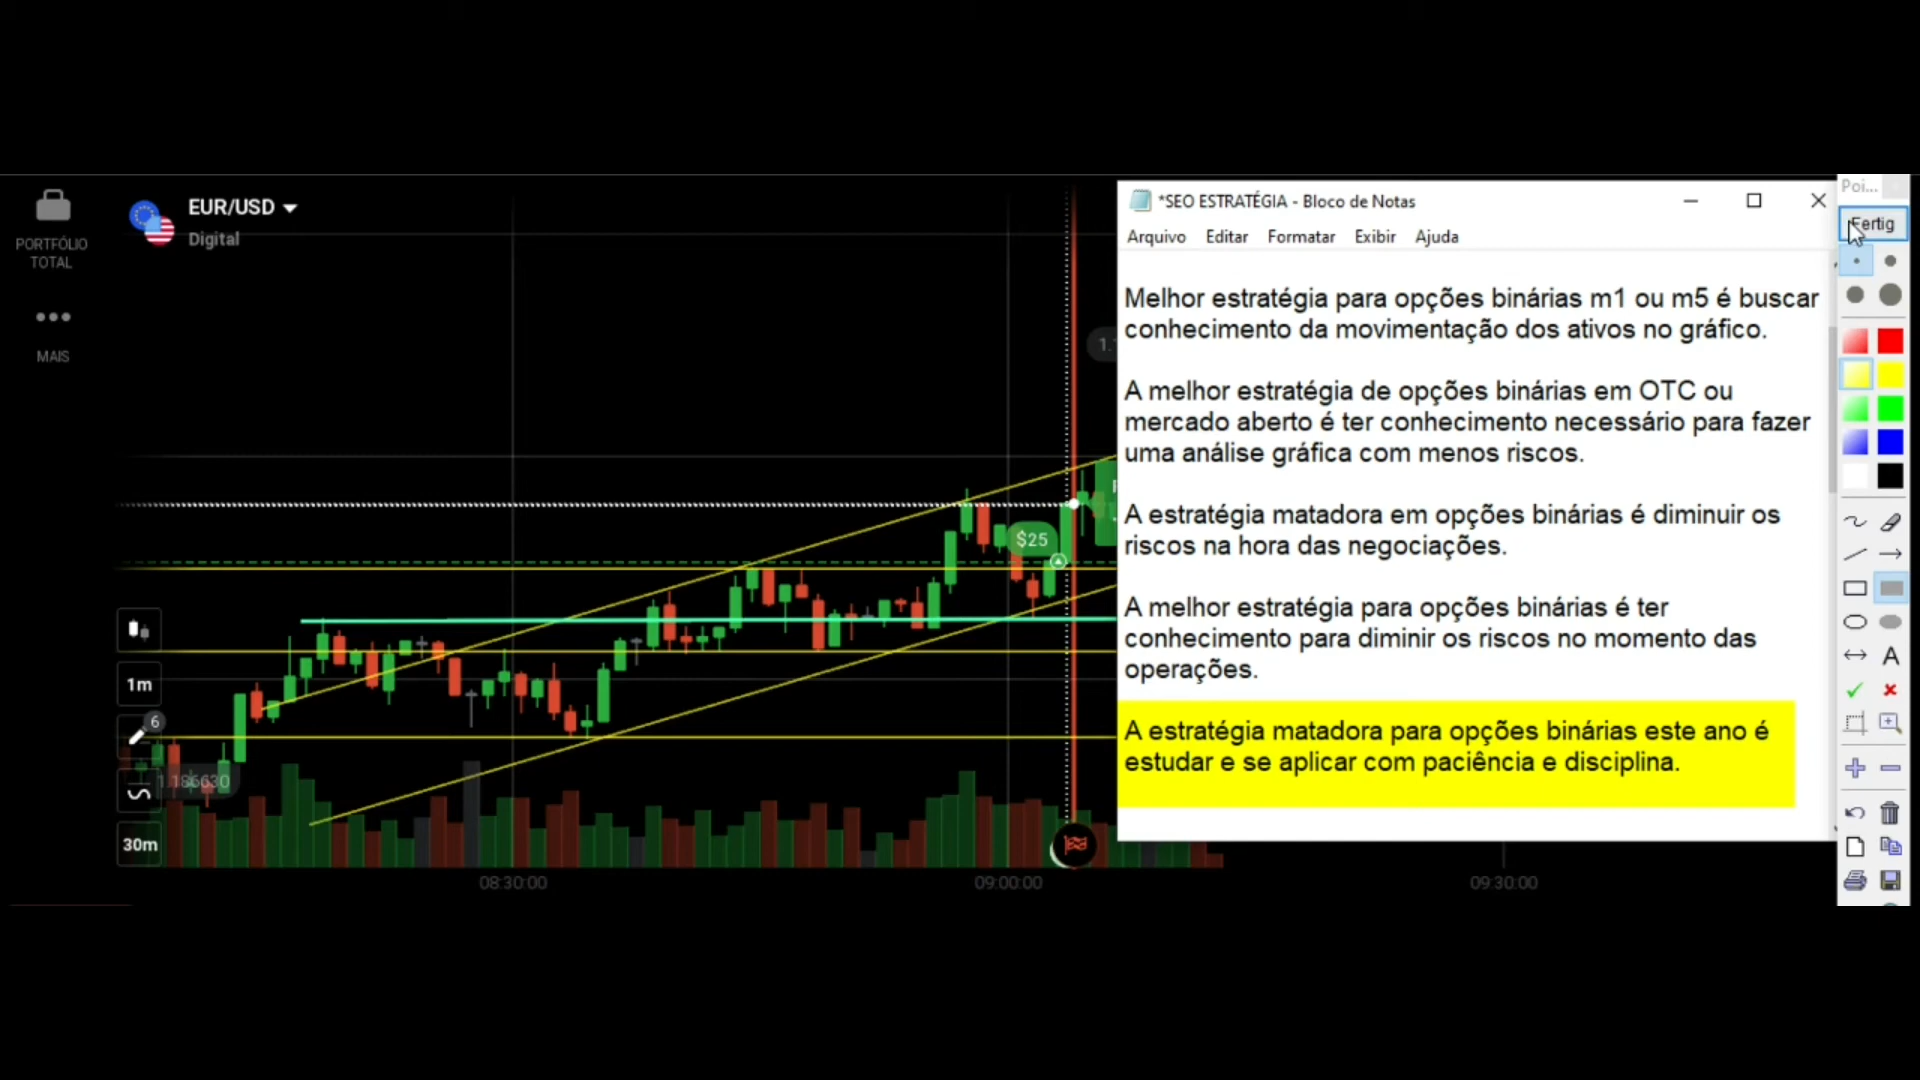 PORTFÓLIO
TOTAL
MAIS
EUR/USD
Digital
1m
6
1.186630
30m
$25
08:30:00
09:00:00
09:30:00
*SEO ESTRATÉGIA - Bloco de Notas
Arquivo Editar Formatar Exibir Ajuda
Melhor estratégia para opções binárias m1 ou m5 é buscar
conhecimento da movimentação dos ativos no gráfico.
A melhor estratégia de opções binárias em OTC ou
mercado aberto é ter conhecimento necessário para fazer
uma análise gráfica com menos riscos.
A estratégia matadora em opções binárias é diminuir os
riscos na hora das negociações.
A melhor estratégia para opções binárias é ter
conhecimento para diminir os riscos no momento das
operações.
A estratégia matadora para opções binárias este ano é
estudar e se aplicar com paciência e disciplina.
Poi...
Fertig
A